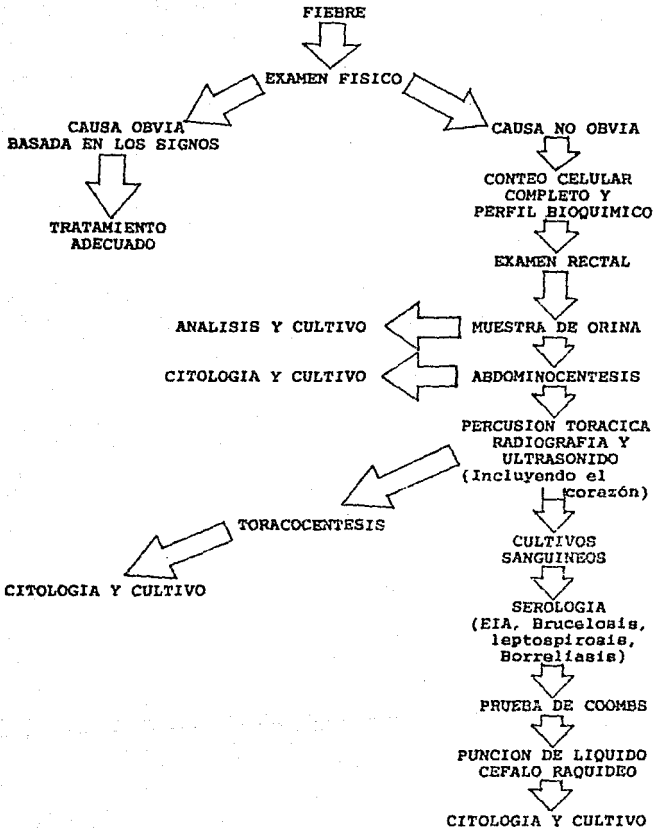 FIEBRE
EXAMEN FISICO
CAUSA OBVIA
BASADA EN LOS SIGNOS
TRATAMIENTO
ADECUADO
CAUSA NO OBVIA
CONTEO CELULAR
COMPLETO Y
PERFIL BIOQUIMICO
EXAMEN RECTAL
MUESTRA DE ORINA
ANALISIS Y CULTIVO
ABDOMINOCENTESIS
CITOLOGIA Y CULTIVO
PERCUSION TORACICA
RADIOGRAFIA Y
ULTRASONIDO
(Incluyendo el
corazón)
TORACOCENTESIS
CITOLOGIA Y CULTIVO
CULTIVOS
SANGUINEOS
SEROLOGIA
(EIA, Brucelosis,
leptospirosis,
Borreliasis)
PRUEBA DE COOMBS
PUNCION DE LIQUIDO
CEFALO RAQUIDEO
CITOLOGIA Y CULTIVO